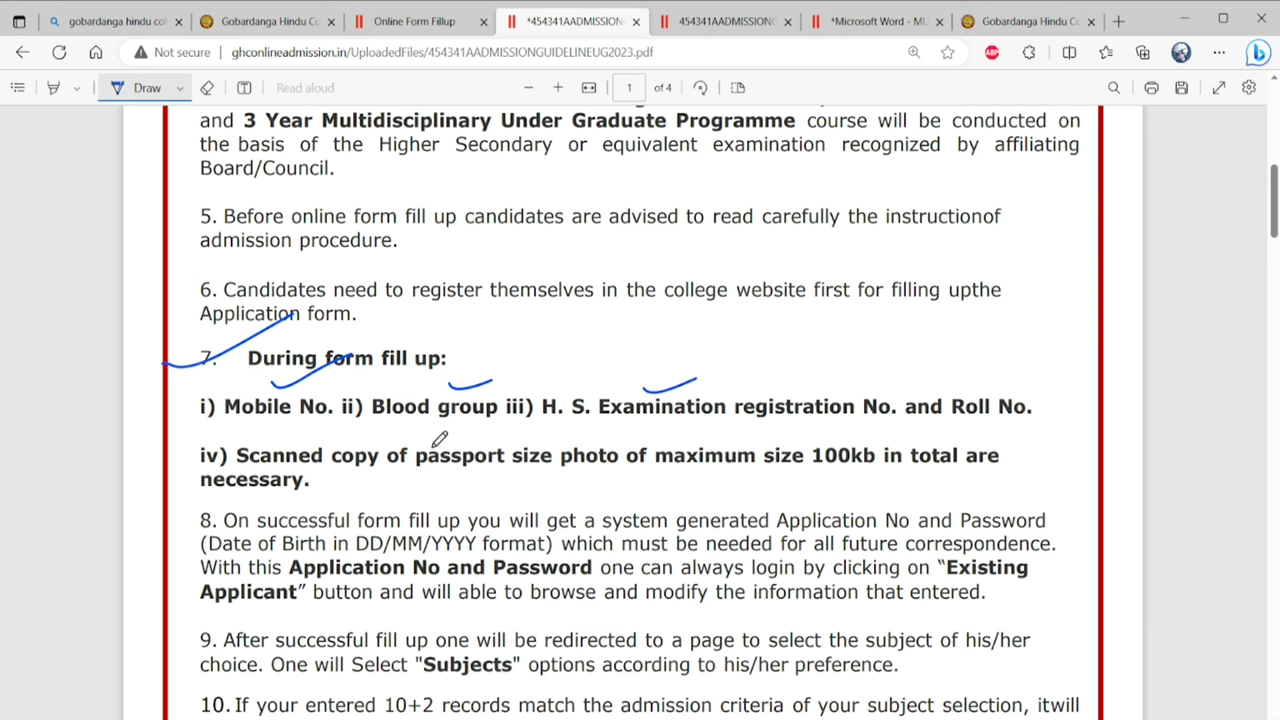 gobardanga hindu col
Gobardanga Hindu Co
Online Form Fillup
*454341AADMISSION
454341AADMISSION
*Microsoft Word - MU
Gobardanga Hindu Co
Not secure
ghconlineadmission.in/UploadedFiles/454341AADMISSIONGUIDELINEUG2023.pdf
ABP
Draw
Read aloud
1 of 4
and 3 Year Multidisciplinary Under Graduate Programme course will be conducted on
the basis of the Higher Secondary or equivalent examination recognized by affiliating
Board/Council.
5. Before online form fill up candidates are advised to read carefully the instructionof
admission procedure.
6. Candidates need to register themselves in the college website first for filling upthe
Application form.
7. During form fill up:
i) Mobile No. ii) Blood group iii) H. S. Examination registration No. and Roll No.
iv) Scanned copy of passport size photo of maximum size 100kb in total are
necessary.
8. On successful form fill up you will get a system generated Application No and Password
(Date of Birth in DD/MM/YYYY format) which must be needed for all future correspondence.
With this Application No and Password one can always login by clicking on “Existing
Applicant” button and will able to browse and modify the information that entered.
9. After successful fill up one will be redirected to a page to select the subject of his/her
choice. One will Select "Subjects" options according to his/her preference.
10. If your entered 10+2 records match the admission criteria of your subject selection, itwill